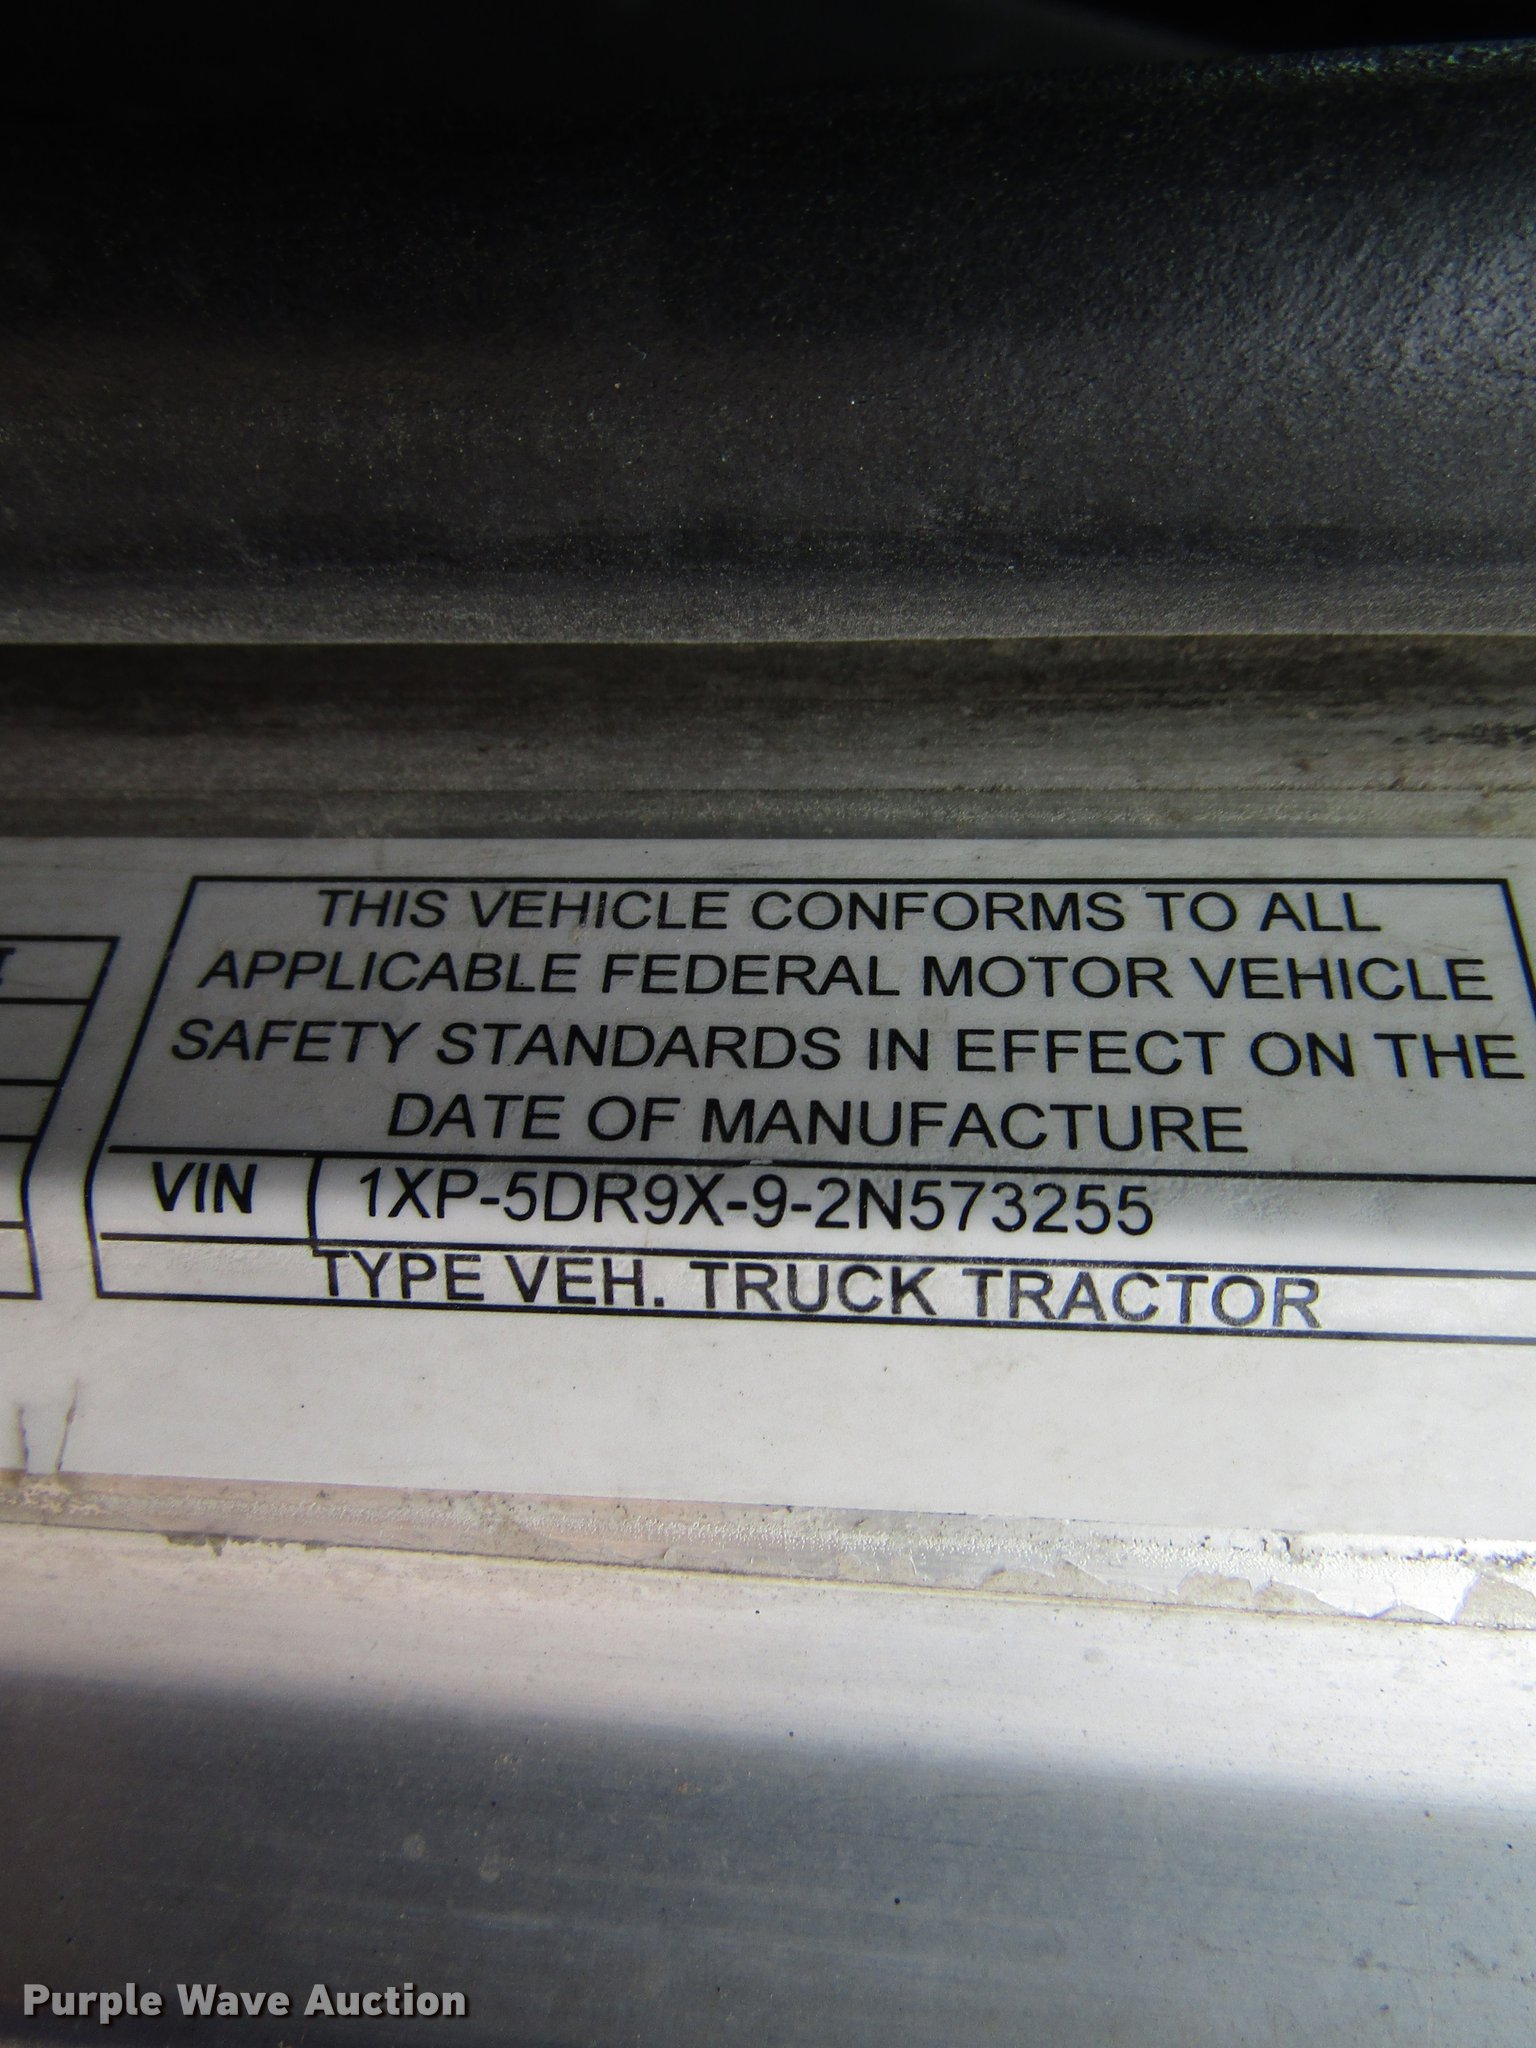 THIS VEHICLE CONFORMS TO ALL
APPLICABLE FEDERAL MOTOR VEHICLE
SAFETY STANDARDS IN EFFECT ON THE
DATE OF MANUFACTURE
VIN 1XP-5DR9X-9-2N573255
TYPE VEH. TRUCK TRACTOR
Purple Wave Auction